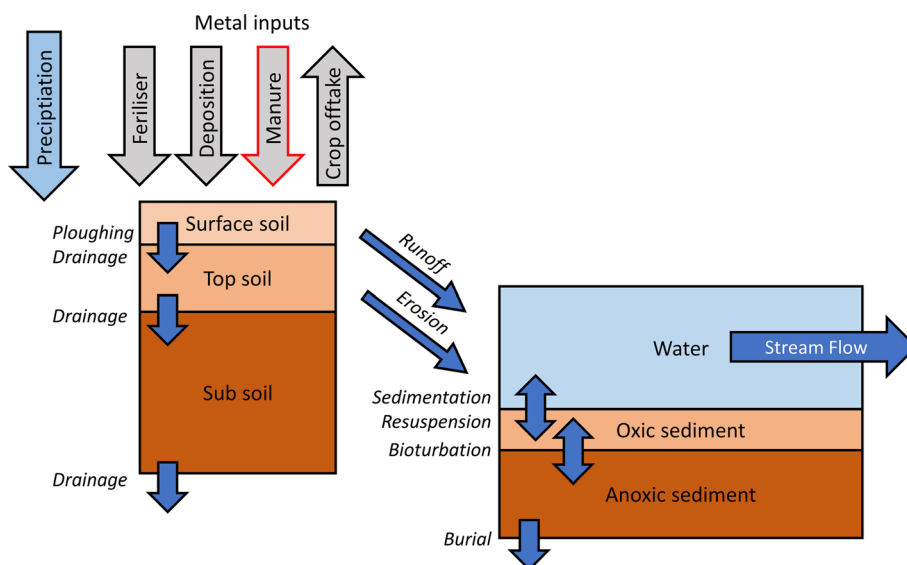 Metal inputs
Preciptiation
Feriliser
Deposition
Manure
Crop offtake
Surface soil
Ploughing
Drainage
Top soil
Drainage
Sub soil
Drainage
Runoff
Erosion
Water
Stream Flow
Sedimentation
Resuspension
Bioturbation
Oxic sediment
Anoxic sediment
Burial